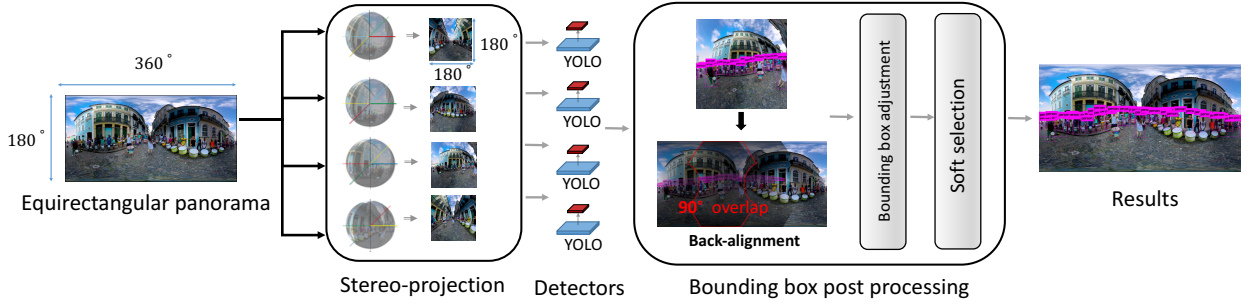 360°
180°
Equirectangular panorama
180°
180°
Stereo-projection
YOLO
YOLO
YOLO
YOLO
Detectors
90° overlap
Back-alignment
Bounding box adjustment
Soft selection
Bounding box post processing
Results